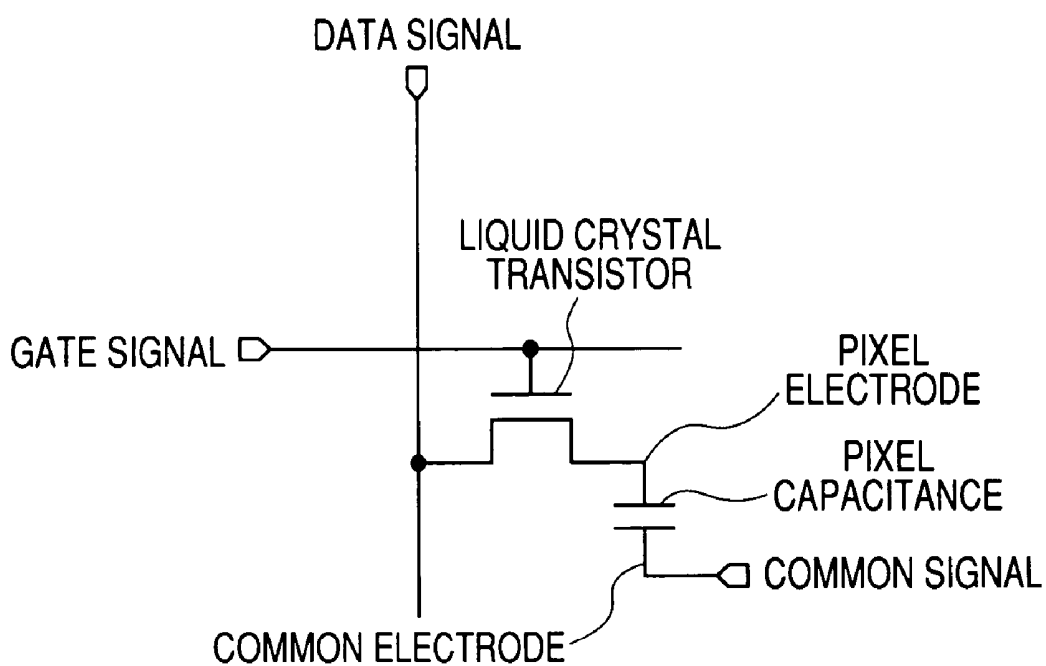 DATA SIGNAL
LIQUID CRYSTAL
TRANSISTOR
GATE SIGNAL
PIXEL
ELECTRODE
PIXEL
CAPACITANCE
COMMON SIGNAL
COMMON ELECTRODE